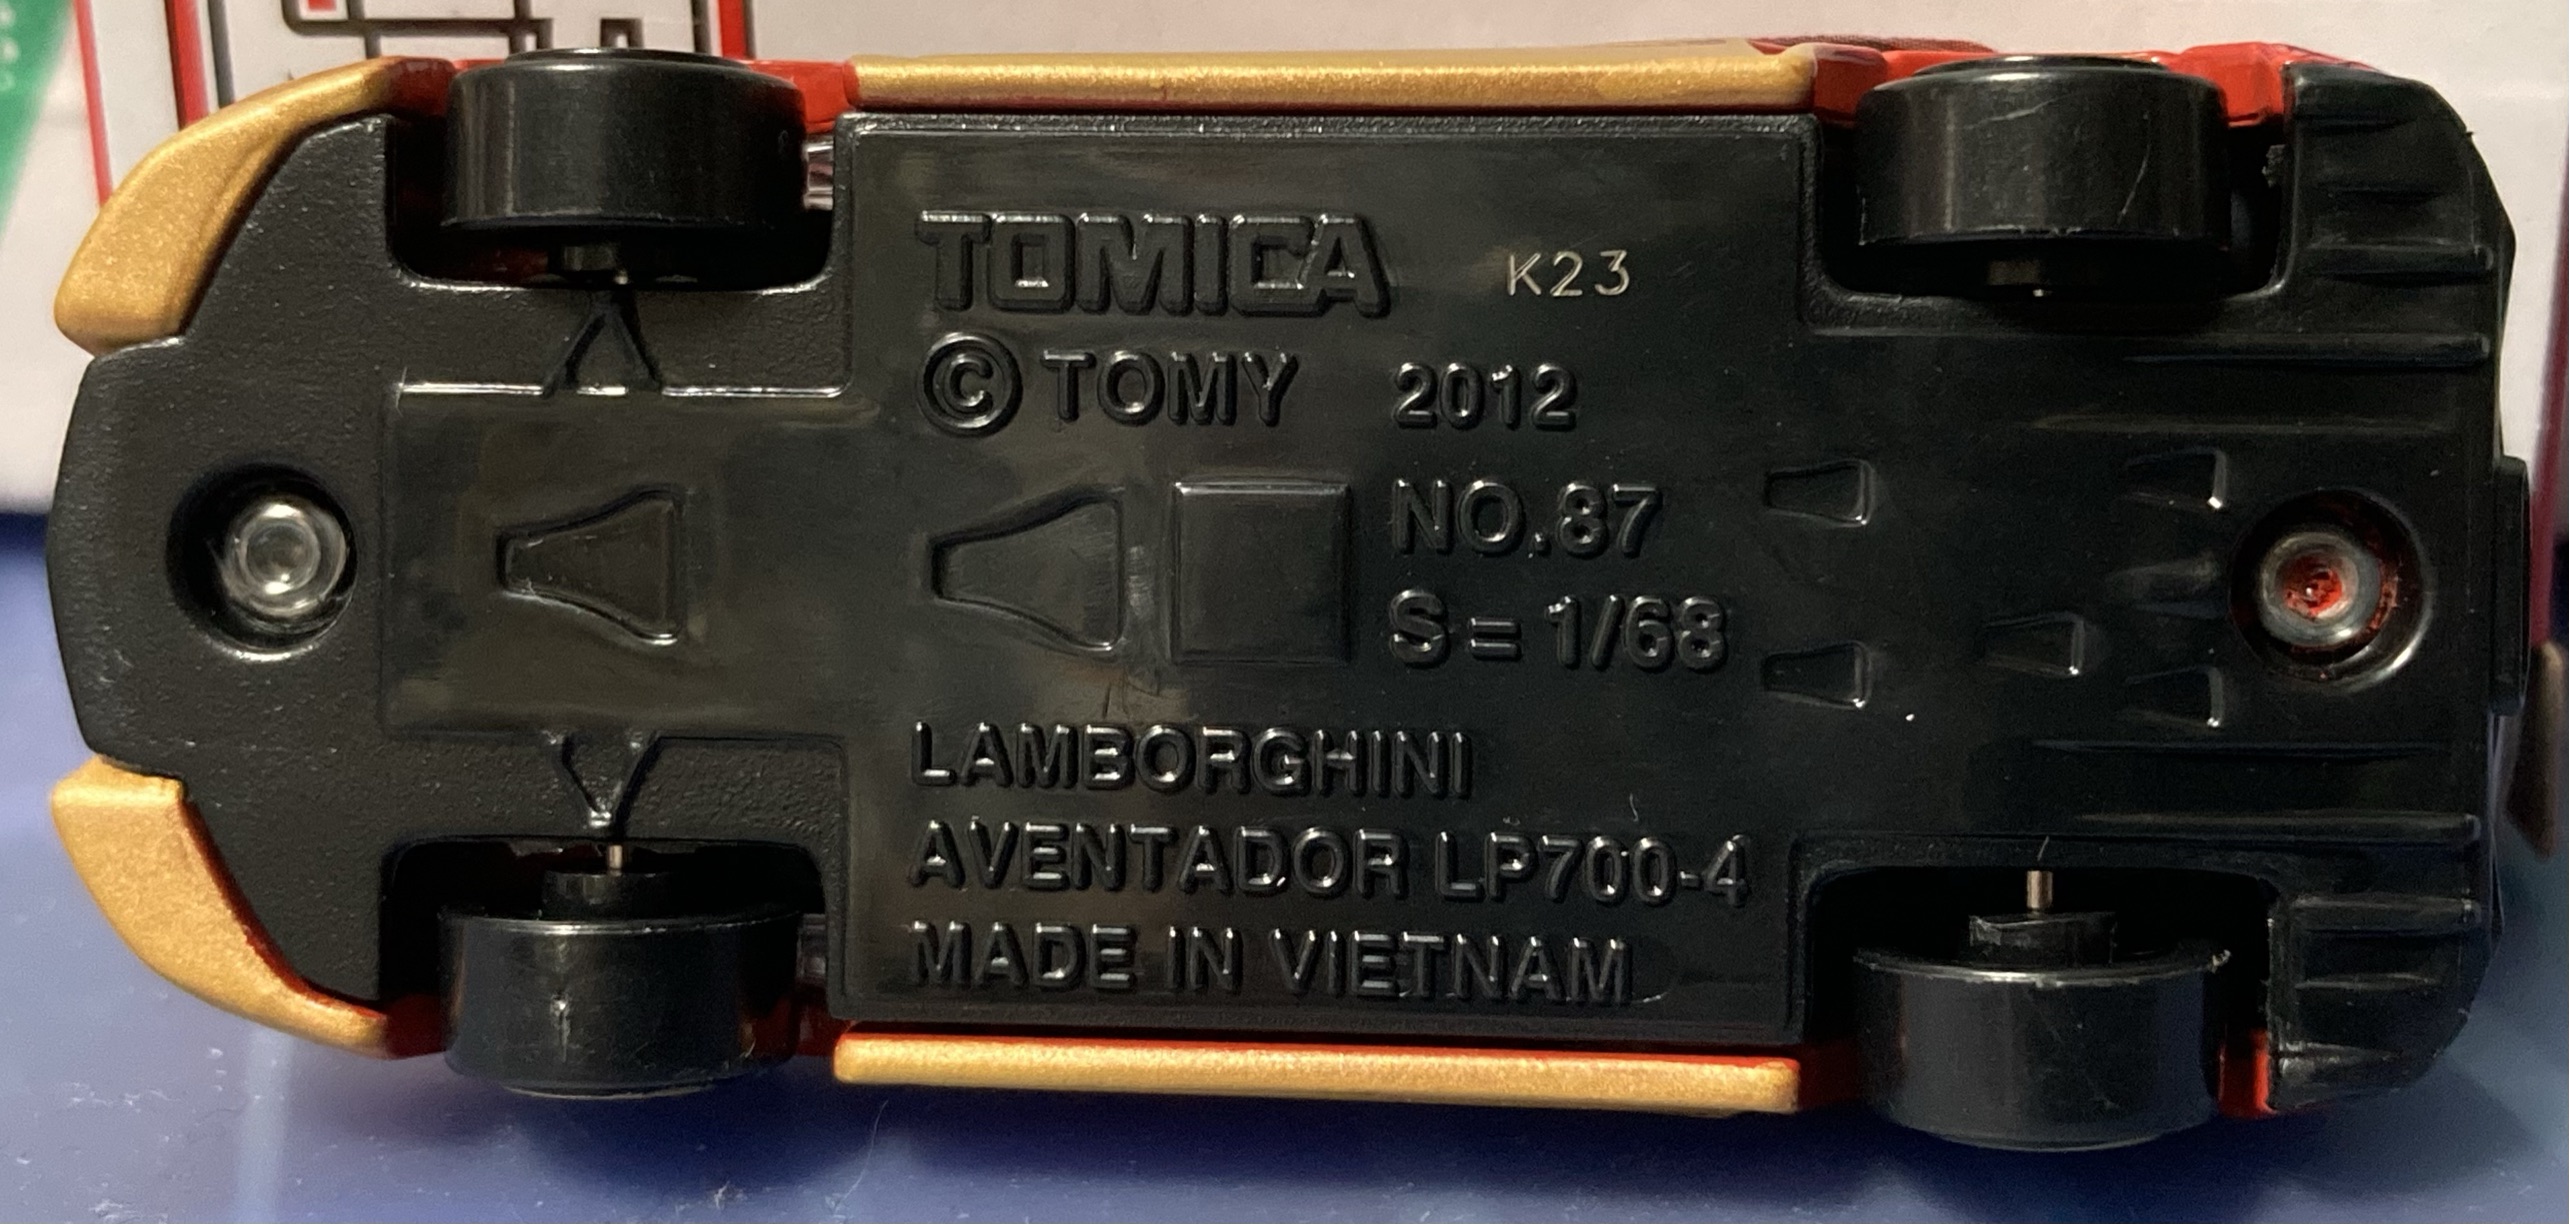 TOMICA K23
© TOMY 2012
NO.87
S=1/68
LAMBORGHINI
AVENTADOR LP700-4
MADE IN VIETNAM